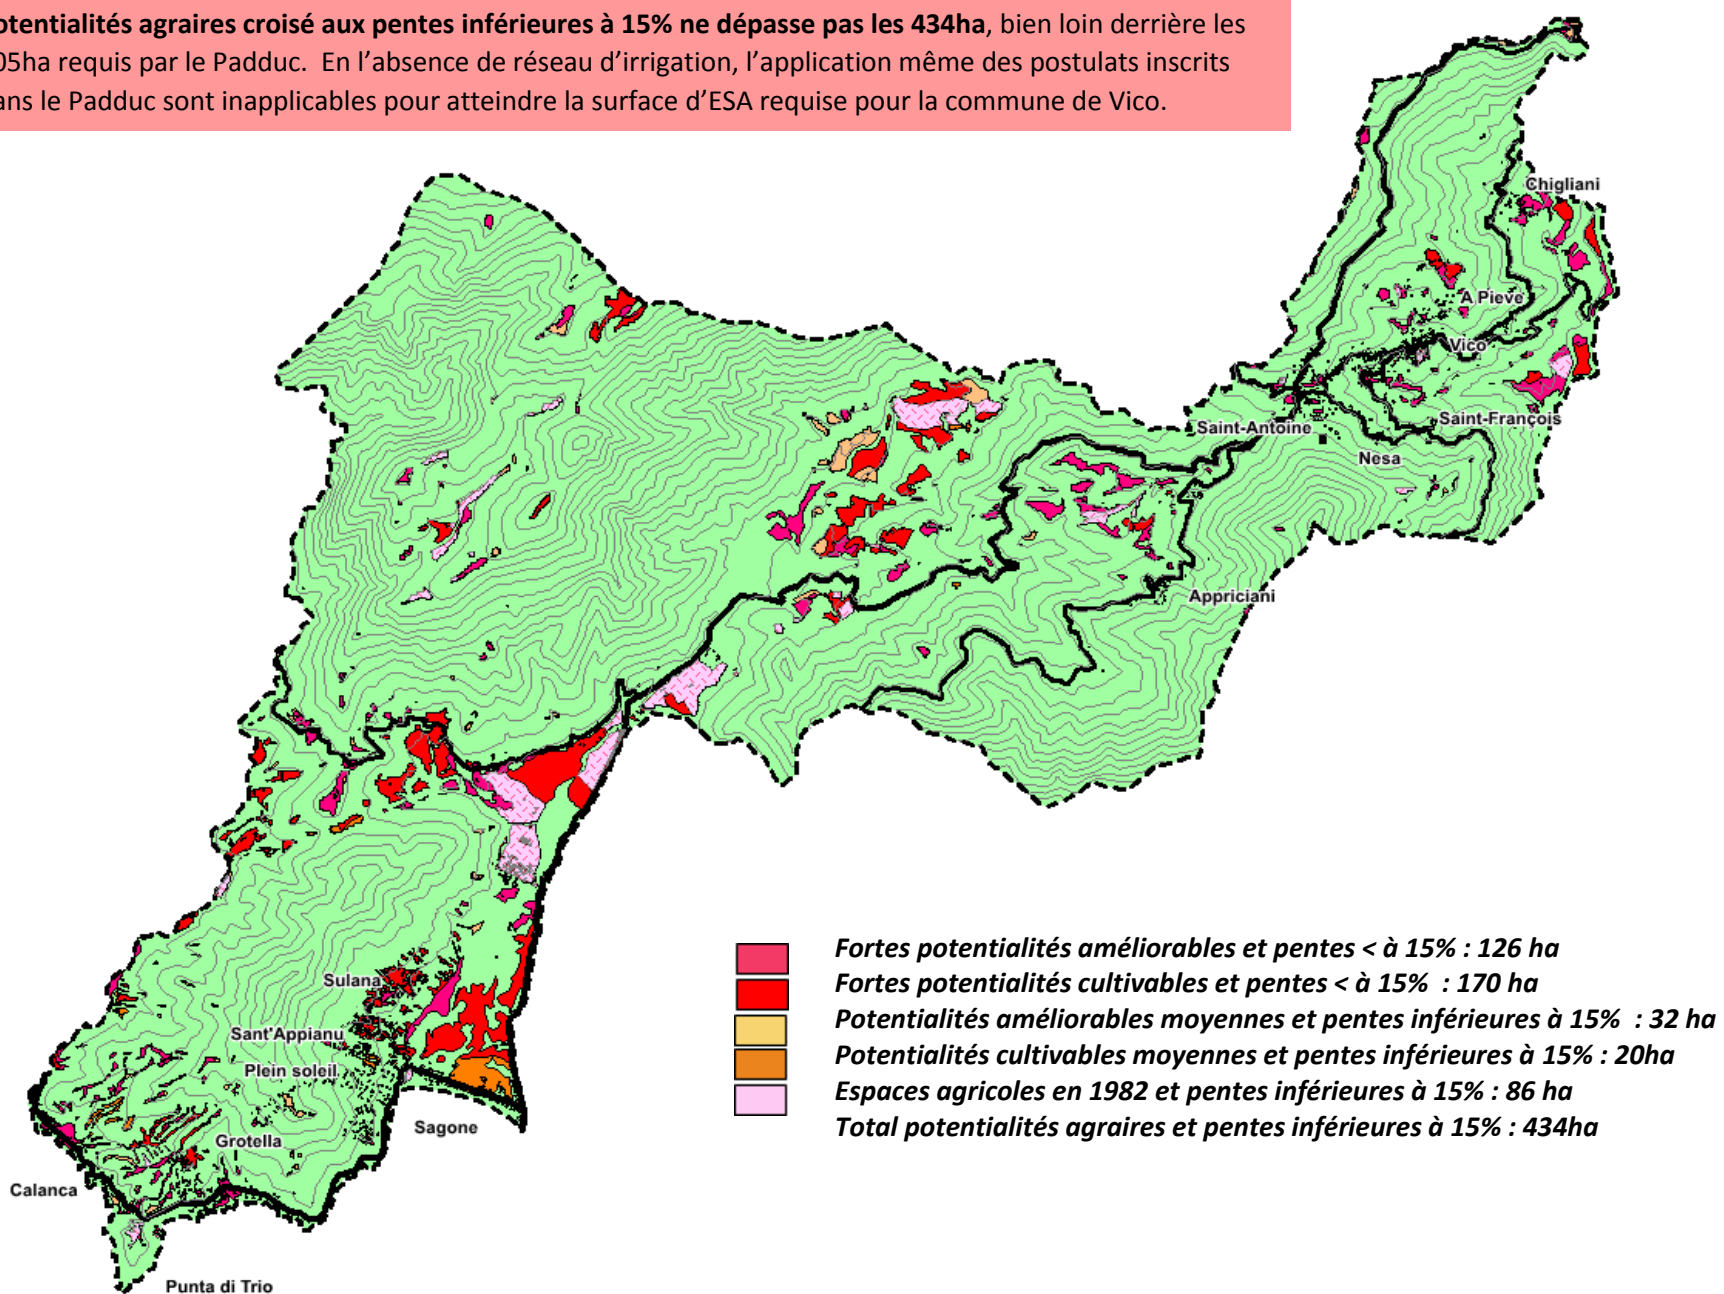 otentialités agraires croisé aux pentes inférieures à 15% ne dépasse pas les 434ha, bien loin derrière les
05ha requis par le Padduc. En l’absence de réseau d’irrigation, l’application même des postulats inscrits
ans le Padduc sont inapplicables pour atteindre la surface d’ESA requise pour la commune de Vico.
Chigliani
A Pieve
Vico
Saint-Antoine
Saint-François
Nesa
Appriciani
Sulana
Sant'Appianu
Plein soleil
Sagone
Grotella
Calanca
Punta di Trio
Fortes potentialités améliorables et pentes < à 15% : 126 ha
Fortes potentialités cultivables et pentes < à 15% : 170 ha
Potentialités améliorables moyennes et pentes inférieures à 15% : 32 ha
Potentialités cultivables moyennes et pentes inférieures à 15% : 20ha
Espaces agricoles en 1982 et pentes inférieures à 15% : 86 ha
Total potentialités agraires et pentes inférieures à 15% : 434ha